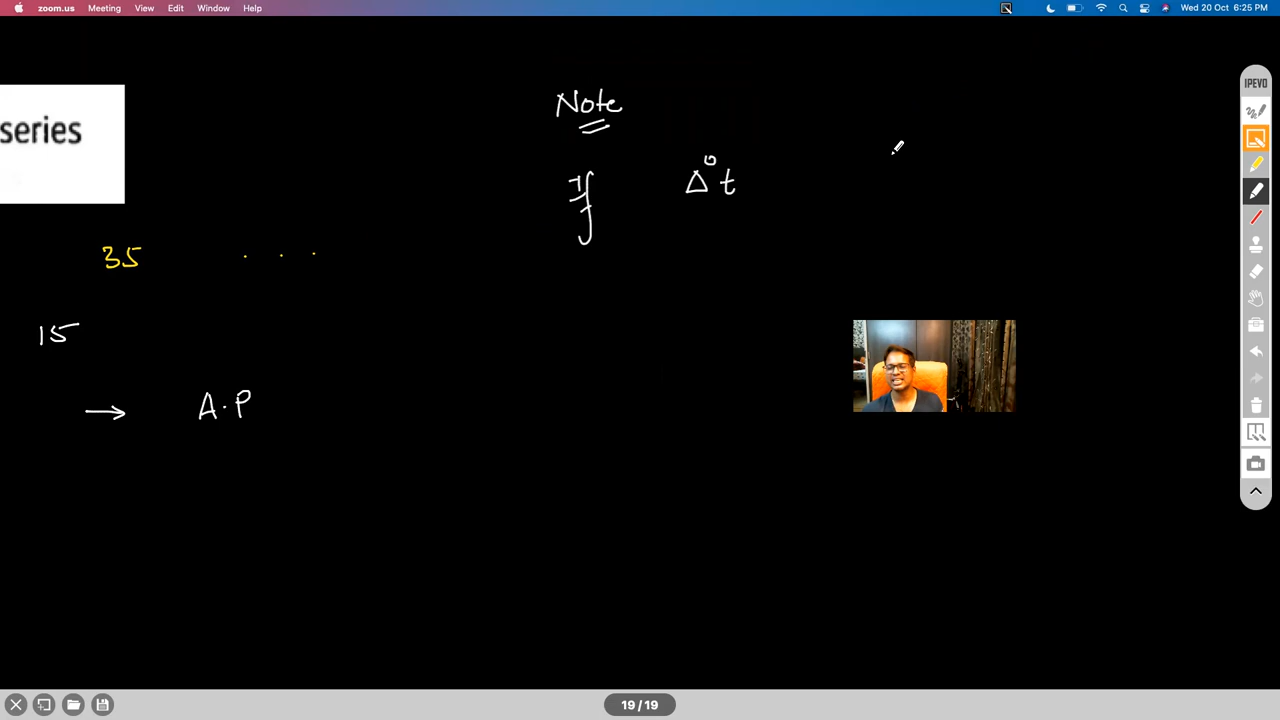 zoom.us Meeting View Edit Window Help Wed 20 Oct 6:25 PM
IPEVO
Note
series
If Δ⁰t
35 . . .
15
→ A.P
19 / 19